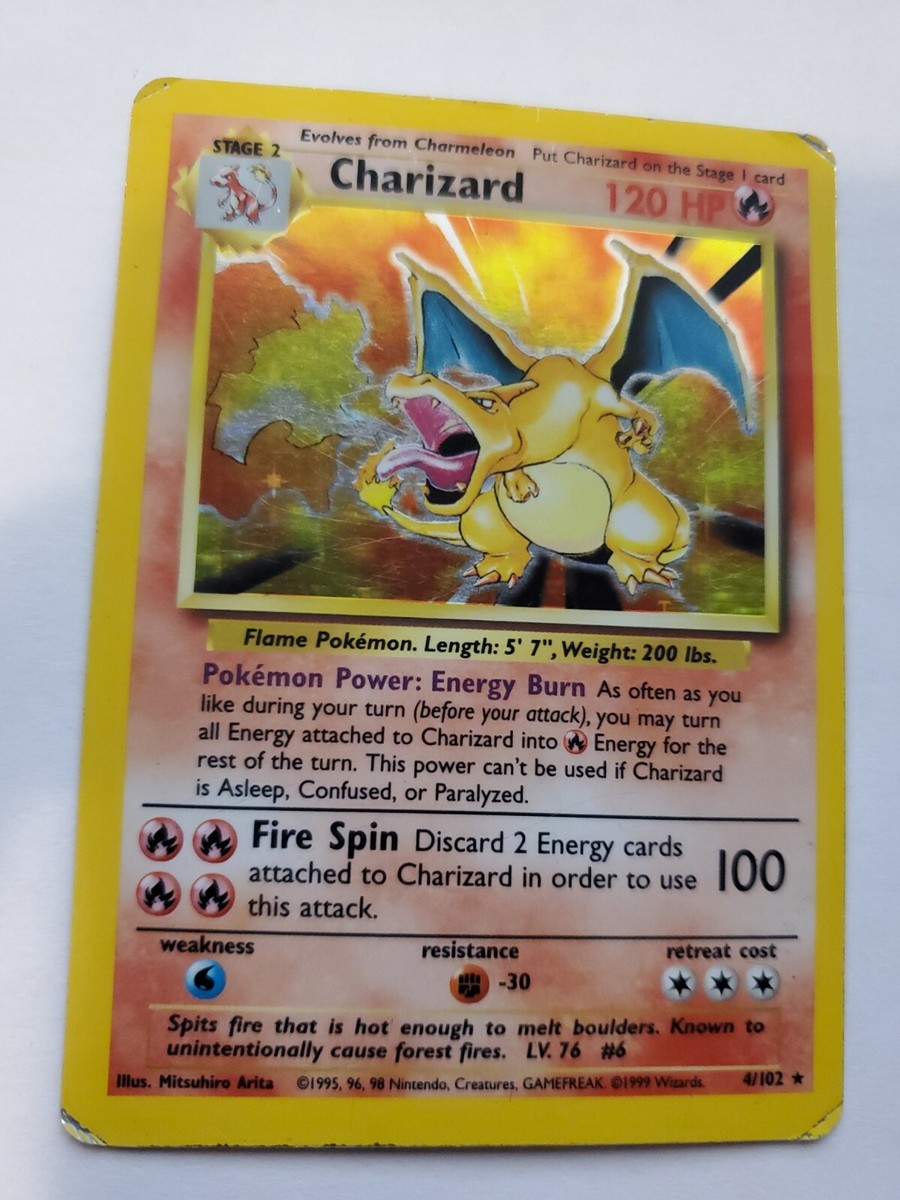 STAGE 2
Evolves from Charmeleon Put Charizard on the Stage 1 card
Charizard 120 HP
Flame Pokémon. Length: 5' 7", Weight: 200 lbs.
Pokémon Power: Energy Burn As often as you
like during your turn (before your attack), you may turn
all Energy attached to Charizard into Energy for the
rest of the turn. This power can't be used if Charizard
is Asleep, Confused, or Paralyzed.
Fire Spin Discard 2 Energy cards
attached to Charizard in order to use 100
this attack.
weakness resistance retreat cost
-30
Spits fire that is hot enough to melt boulders. Known to
unintentionally cause forest fires. LV. 76 #6
Illus. Mitsuhiro Arita ©1995, 96, 98 Nintendo, Creatures, GAMEFREAK. ©1999 Wizards. 4/102 ★